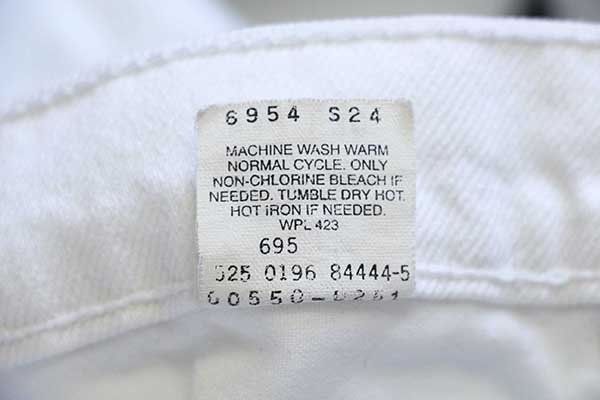 6954 S24
MACHINE WASH WARM
NORMAL CYCLE. ONLY
NON-CHLORINE BLEACH IF
NEEDED. TUMBLE DRY HOT.
HOT IRON IF NEEDED.
WPL 423
695
525 0196 84444-5